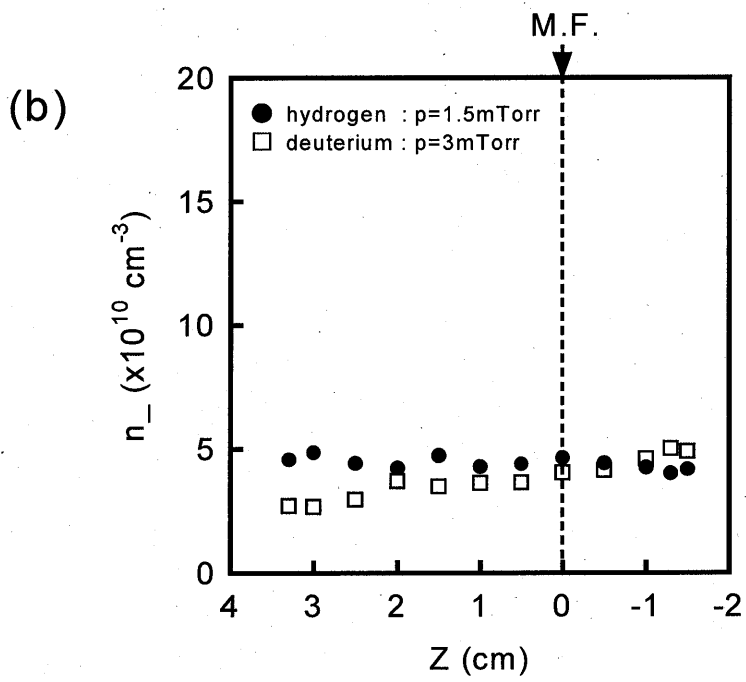 M.F.
(b)
● hydrogen : p=1.5mTorr
□ deuterium : p=3mTorr
20
15
10
5
0
n_ (x10^10 cm^-3)
4 3 2 1 0 -1 -2
Z (cm)